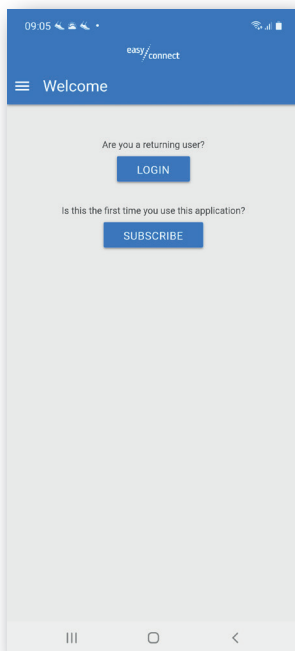 09:05
easy/connect
Welcome
Are you a returning user?
LOGIN
Is this the first time you use this application?
SUBSCRIBE